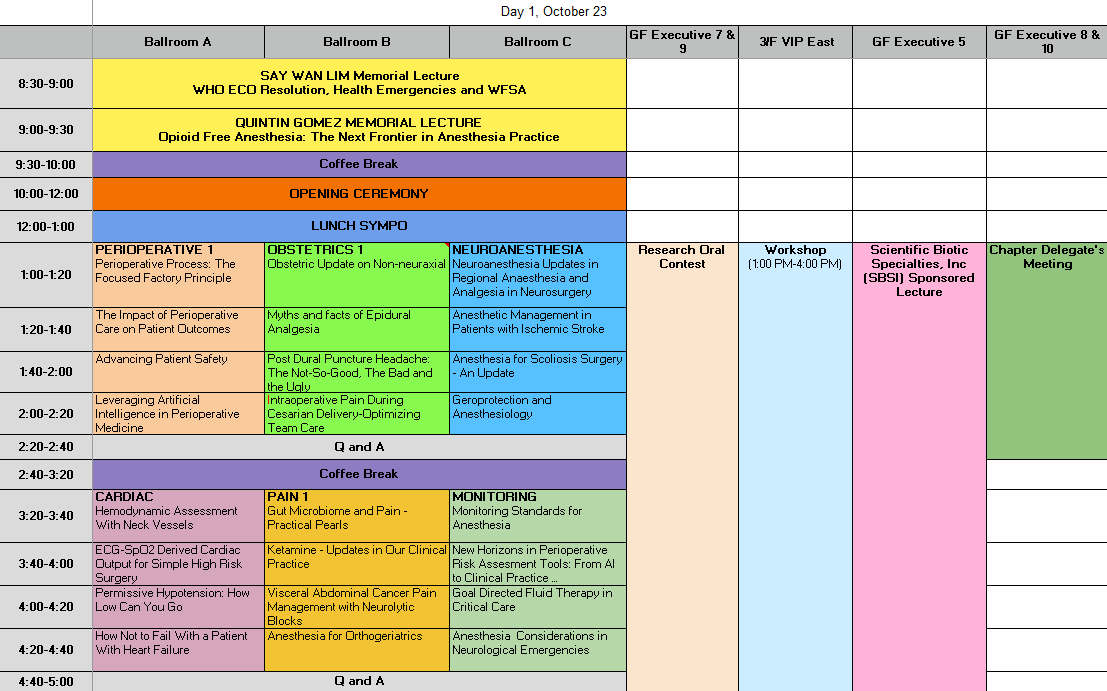 Day 1, October 23
Ballroom A
Ballroom B
Ballroom C
GF Executive 7 &
9
3/F VIP East
GF Executive 5
GF Executive 8 &
10
8:30-9:00
SAY WAN LIM Memorial Lecture
WHO ECO Resolution, Health Emergencies and WFSA
9:00-9:30
QUINTIN GOMEZ MEMORIAL LECTURE
Opioid Free Anesthesia: The Next Frontier in Anesthesia Practice
9:30-10:00
Coffee Break
10:00-12:00
OPENING CEREMONY
12:00-1:00
LUNCH SYMPO
1:00-1:20
PERIOPERATIVE 1
Perioperative Process: The
Focused Factory Principle
OBSTETRICS 1
Obstetric Update on Non-neuraxial
NEUROANESTHESIA
Neuroanesthesia Updates in
Regional Anaesthesia and
Analgesia in Neurosurgery
Research Oral
Contest
Workshop
(1:00 PM-4:00 PM)
Scientific Biotic
Specialties, Inc
(SBSI) Sponsored
Lecture
Chapter Delegate's
Meeting
1:20-1:40
The Impact of Perioperative
Care on Patient Outcomes
Myths and facts of Epidural
Analgesia
Anesthetic Management in
Patients with Ischemic Stroke
1:40-2:00
Advancing Patient Safety
Post Dural Puncture Headache:
The Not-So-Good, The Bad and
the Ugly
Anesthesia for Scoliosis Surgery
- An Update
2:00-2:20
Leveraging Artificial
Intelligence in Perioperative
Medicine
Intraoperative Pain During
Cesarian Delivery-Optimizing
Team Care
Geroprotection and
Anesthesiology
2:20-2:40
Q and A
2:40-3:20
Coffee Break
3:20-3:40
CARDIAC
Hemodynamic Assessment
With Neck Vessels
PAIN 1
Gut Microbiome and Pain -
Practical Pearls
MONITORING
Monitoring Standards for
Anesthesia
3:40-4:00
ECG-SpO2 Derived Cardiac
Output for Simple High Risk
Surgery
Ketamine - Updates in Our Clinical
Practice
New Horizons in Perioperative
Risk Assesment Tools: From AI
to Clinical Practice ...
4:00-4:20
Permissive Hypotension: How
Low Can You Go
Visceral Abdominal Cancer Pain
Management with Neurolytic
Blocks
Goal Directed Fluid Therapy in
Critical Care
4:20-4:40
How Not to Fail With a Patient
With Heart Failure
Anesthesia for Orthogeriatrics
Anesthesia Considerations in
Neurological Emergencies
4:40-5:00
Q and A